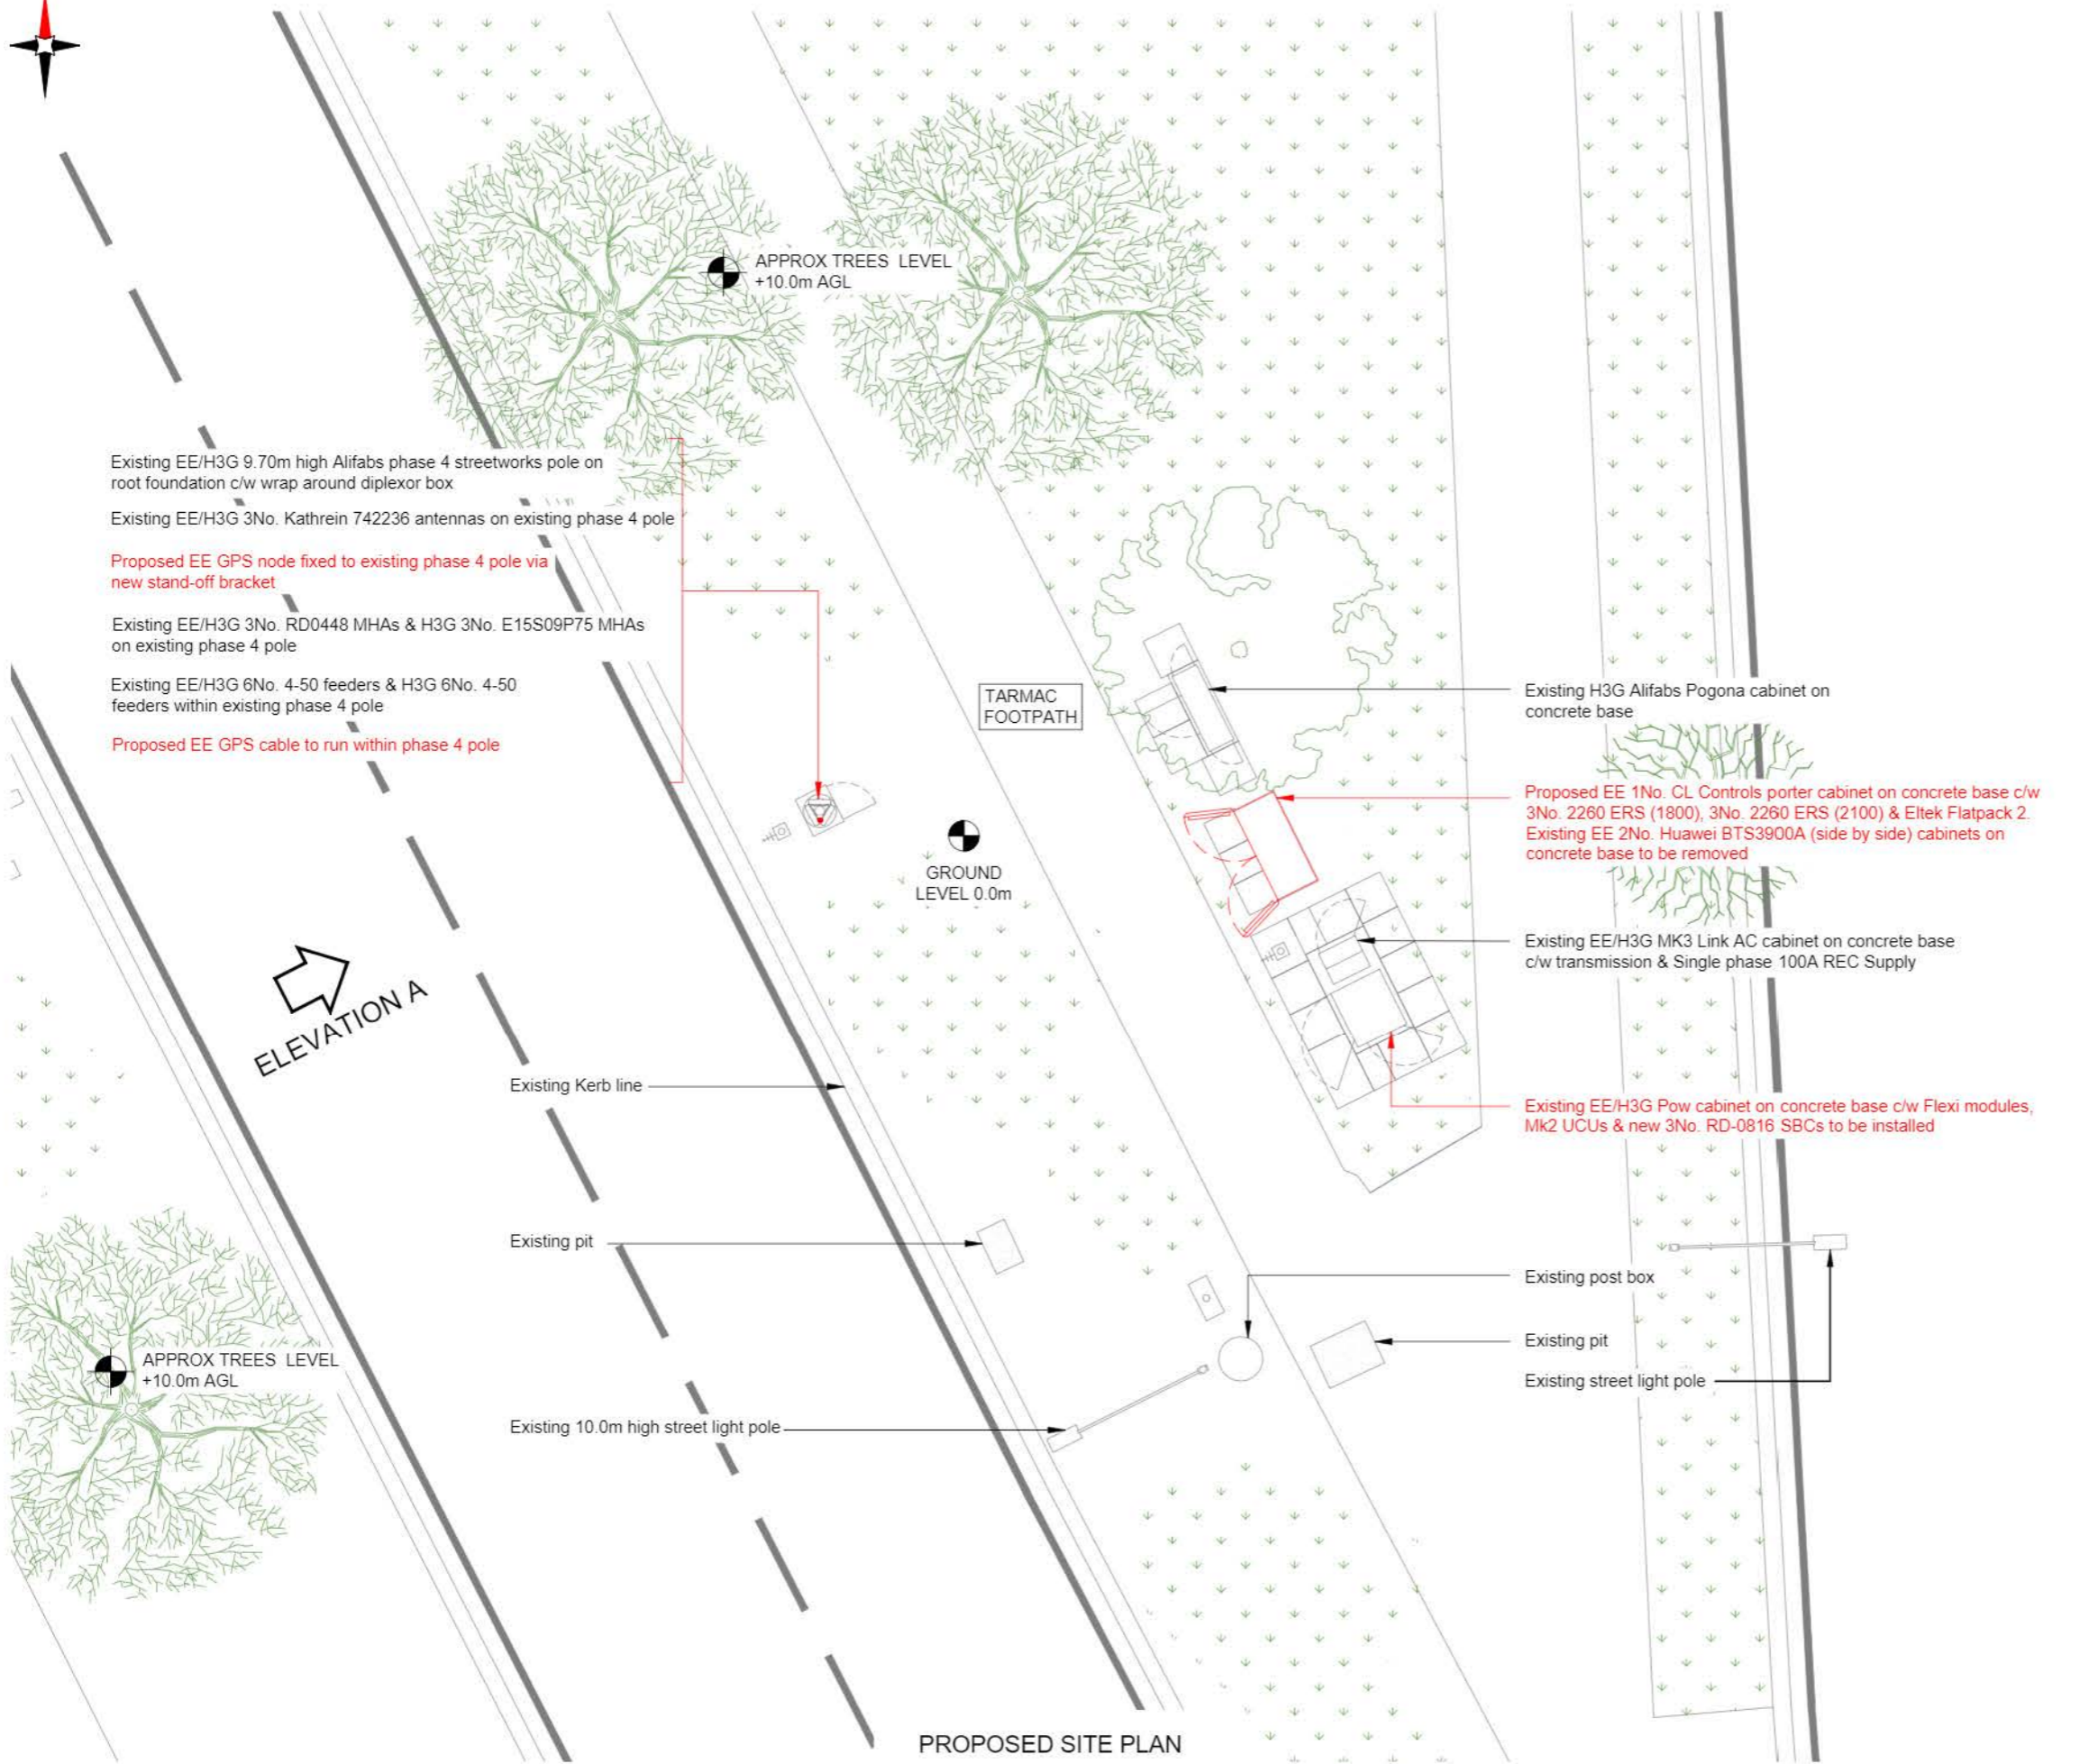 APPROX TREES LEVEL
+10.0m AGL
Existing EE/H3G 9.70m high Alifabs phase 4 streetworks pole on
root foundation c/w wrap around diplexor box
Existing EE/H3G 3No. Kathrein 742236 antennas on existing phase 4 pole
Proposed EE GPS node fixed to existing phase 4 pole via
new stand-off bracket
Existing EE/H3G 3No. RD0448 MHAs & H3G 3No. E15S09P75 MHAs
on existing phase 4 pole
Existing EE/H3G 6No. 4-50 feeders & H3G 6No. 4-50
feeders within existing phase 4 pole
Proposed EE GPS cable to run within phase 4 pole
TARMAC
FOOTPATH
Existing H3G Alifabs Pogona cabinet on
concrete base
Proposed EE 1No. CL Controls porter cabinet on concrete base c/w
3No. 2260 ERS (1800), 3No. 2260 ERS (2100) & Eltek Flatpack 2.
Existing EE 2No. Huawei BTS3900A (side by side) cabinets on
concrete base to be removed
GROUND
LEVEL 0.0m
Existing EE/H3G MK3 Link AC cabinet on concrete base
c/w transmission & Single phase 100A REC Supply
ELEVATION A
Existing Kerb line
Existing EE/H3G Pow cabinet on concrete base c/w Flexi modules,
Mk2 UCUs & new 3No. RD-0816 SBCs to be installed
Existing pit
Existing post box
Existing pit
Existing street light pole
APPROX TREES LEVEL
+10.0m AGL
Existing 10.0m high street light pole
PROPOSED SITE PLAN